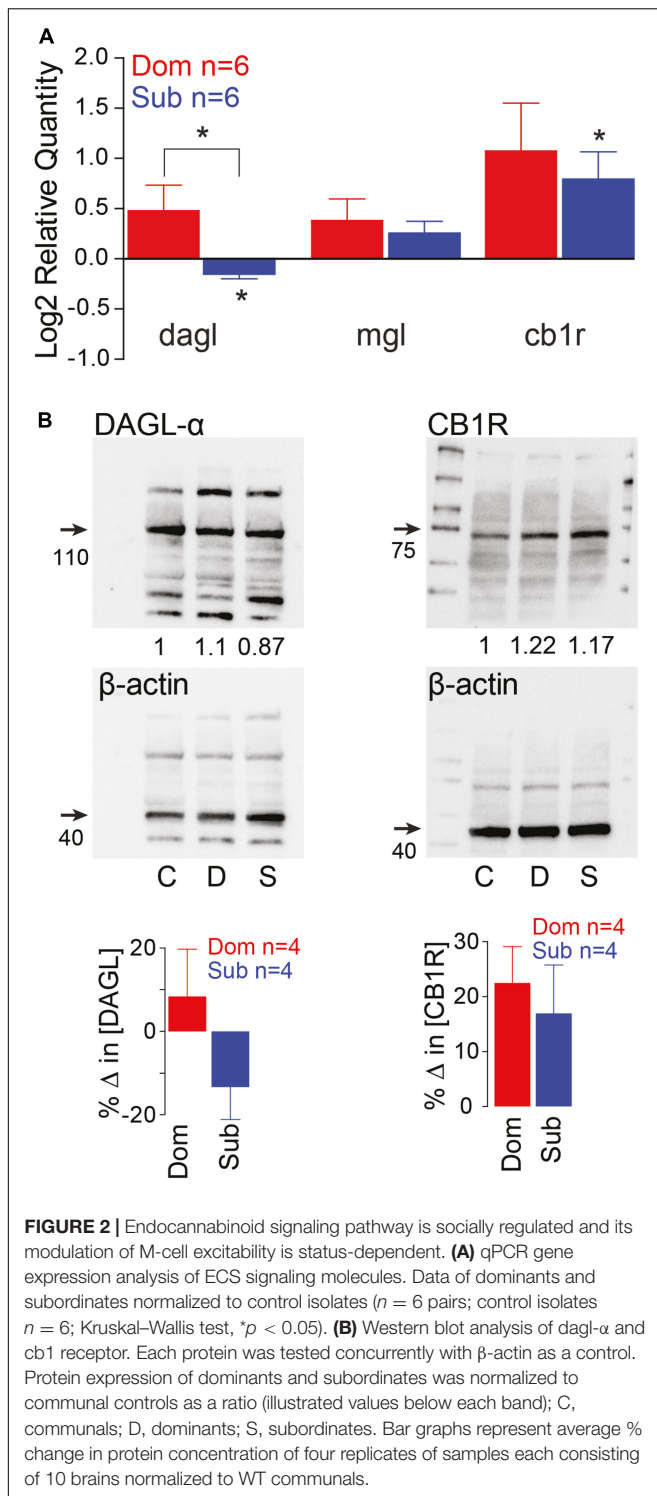 A
Log2 Relative Quantity
2.0
1.5
1.0
0.5
0.0
-0.5
-1.0
Dom n=6
Sub n=6
*
*
*
dagl mgl cb1r
B
DAGL-α
110
1 1.1 0.87
β-actin
40
C D S
CB1R
75
1 1.22 1.17
β-actin
40
C D S
% Δ in [DAGL]
20
0
-20
Dom n=4
Sub n=4
Dom
Sub
% Δ in [CB1R]
30
20
10
0
Dom n=4
Sub n=4
Dom
Sub
FIGURE 2 | Endocannabinoid signaling pathway is socially regulated and its
modulation of M-cell excitability is status-dependent. (A) qPCR gene
expression analysis of ECS signaling molecules. Data of dominants and
subordinates normalized to control isolates (n = 6 pairs; control isolates
n = 6; Kruskal–Wallis test, *p < 0.05). (B) Western blot analysis of dagl-α and
cb1 receptor. Each protein was tested concurrently with β-actin as a control.
Protein expression of dominants and subordinates was normalized to
communal controls as a ratio (illustrated values below each band); C,
communals; D, dominants; S, subordinates. Bar graphs represent average %
change in protein concentration of four replicates of samples each consisting
of 10 brains normalized to WT communals.